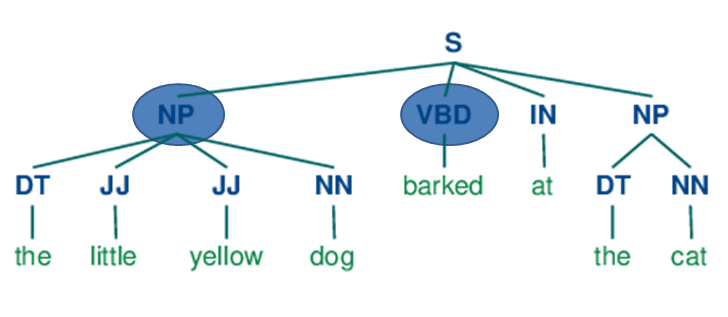 S
NP VBD IN NP
DT JJ JJ NN barked at DT NN
the little yellow dog the cat